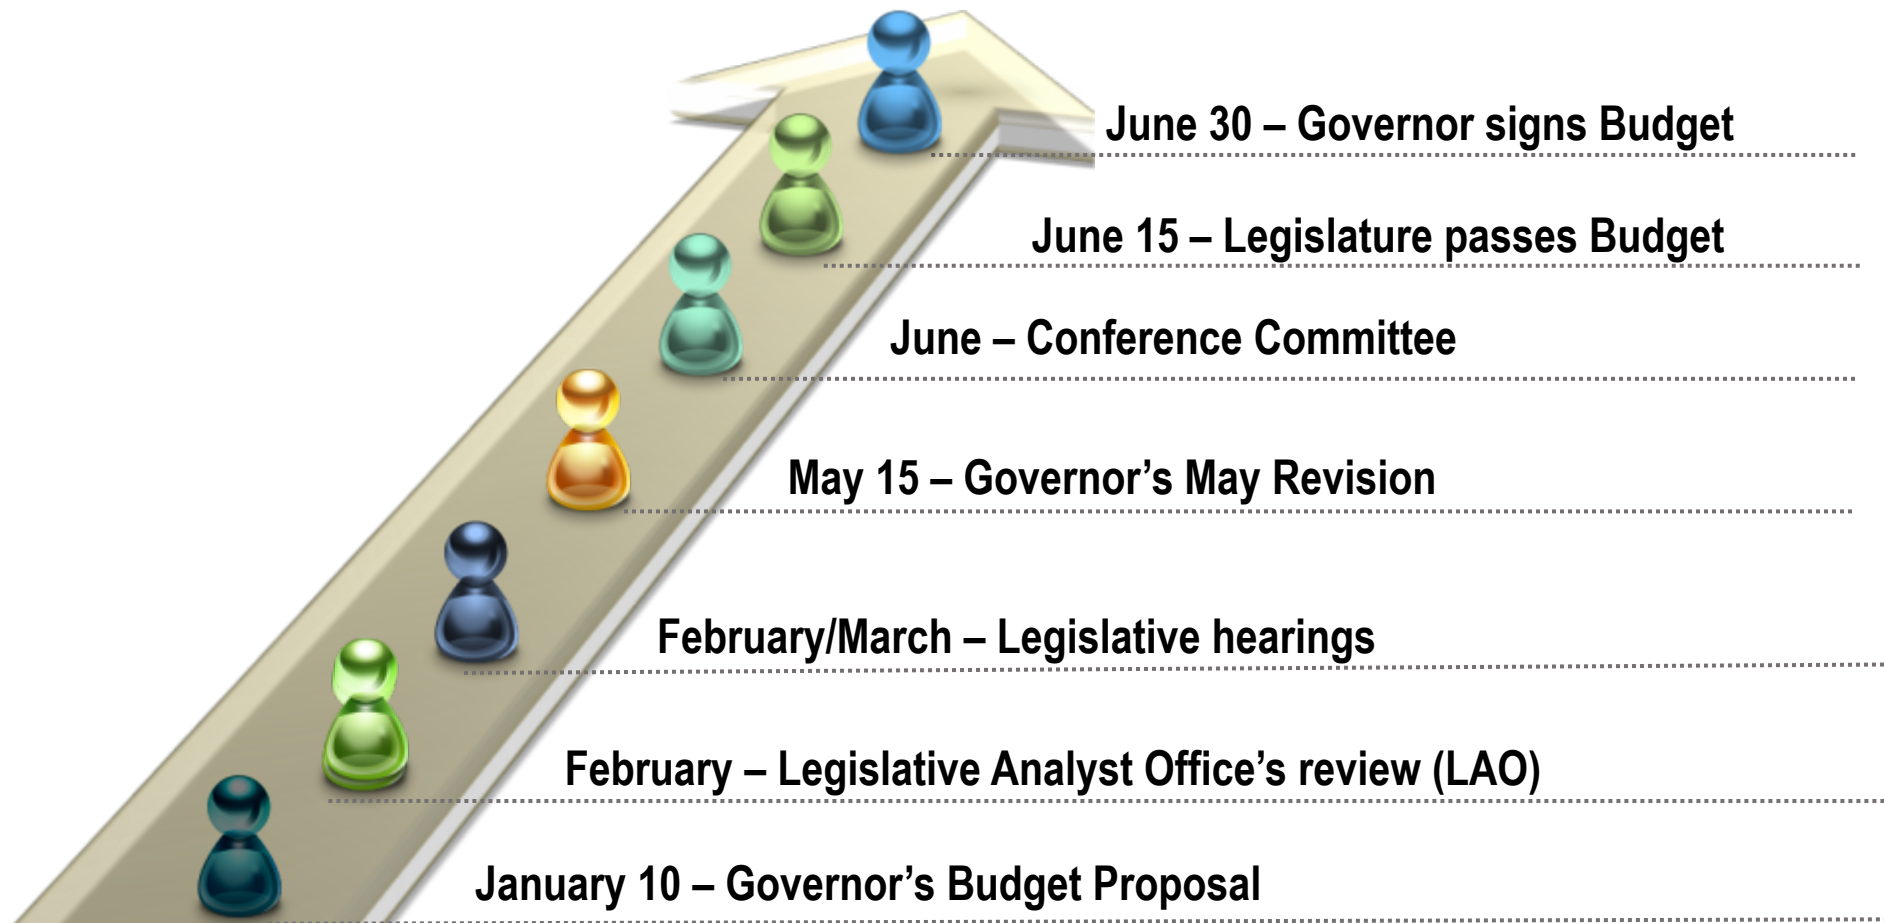 June 30 – Governor signs Budget
June 15 – Legislature passes Budget
June – Conference Committee
May 15 – Governor’s May Revision
February/March – Legislative hearings
February – Legislative Analyst Office’s review (LAO)
January 10 – Governor’s Budget Proposal